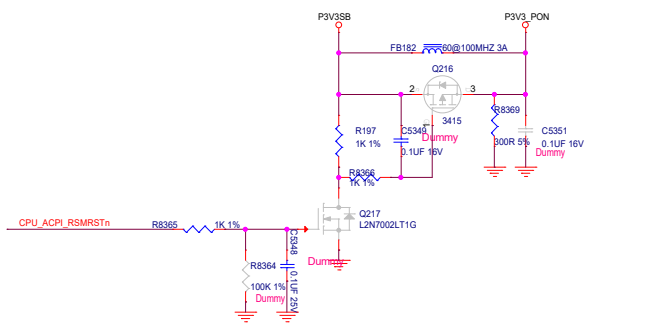 P3V3SB
P3V3_PON
FB182
60@100MHZ 3A
Q216
2
3
1
3415
R197
1K 1%
C5349
0.1UF 16V
Dummy
R8369
300R 5%
C5351
0.1UF 16V
Dummy
R8366
1K 1%
Q217
L2N7002LT1G
Dummy
CPU_ACPI_RSMRSTn
R8365
1K 1%
C5348
0.1UF 25V
R8364
100K 1%
Dummy